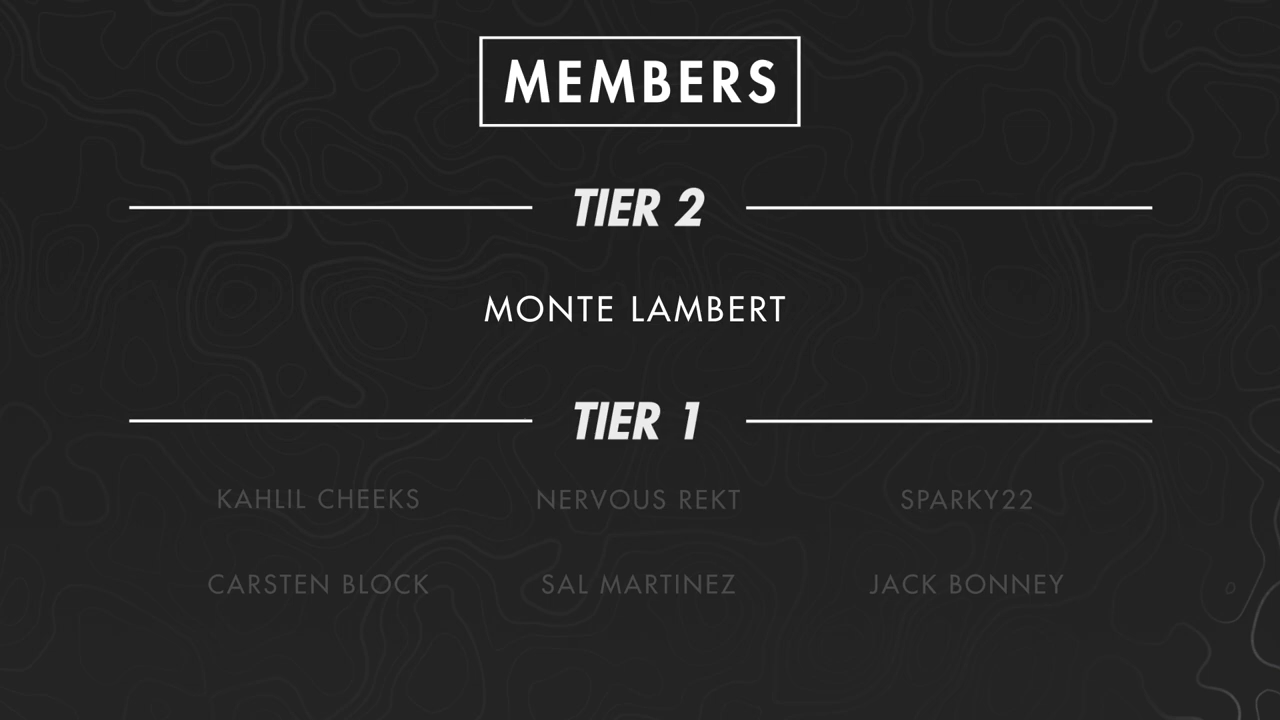 MEMBERS
TIER 2
MONTE LAMBERT
TIER 1
KAHLIL CHEEKS NERVOUS REKT SPARKY22
CARSTEN BLOCK SAL MARTINEZ JACK BONNEY